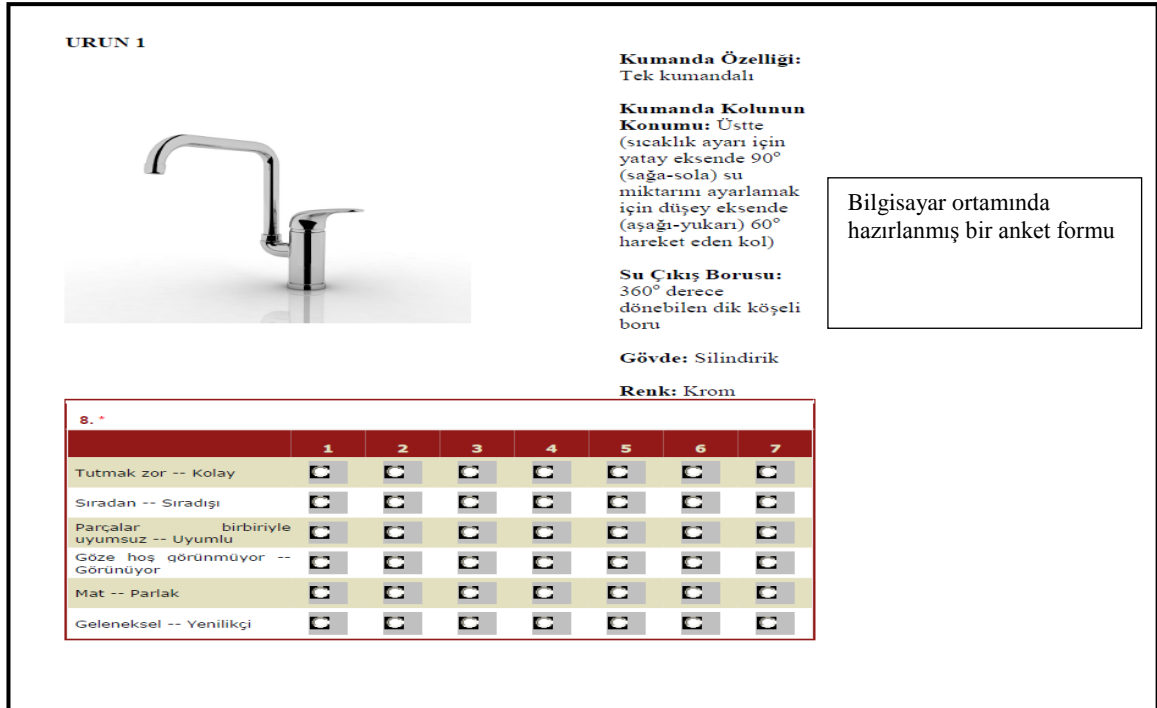 URUN 1
Kumanda Özelliği:
Tek kumandalı
Kumanda Kolunun
Konumu: Üstte
(sıcaklık ayarı için
yatay eksende 90°
(sağa-sola) su
miktarını ayarlamak
için düşey eksende
(aşağı-yukarı) 60°
hareket eden kol)
Su Çıkış Borusu:
360° derece
dönebilen dik köşeli
boru
Gövde: Silindirik
Renk: Krom
Bilgisayar ortamında
hazırlanmış bir anket formu
8. *
1 2 3 4 5 6 7
Tutmak zor -- Kolay
Sıradan -- Sıradışı
Parçalar birbiriyle
uyumsuz -- Uyumlu
Göze hoş görünmüyor --
Görünüyor
Mat -- Parlak
Geleneksel -- Yenilikçi